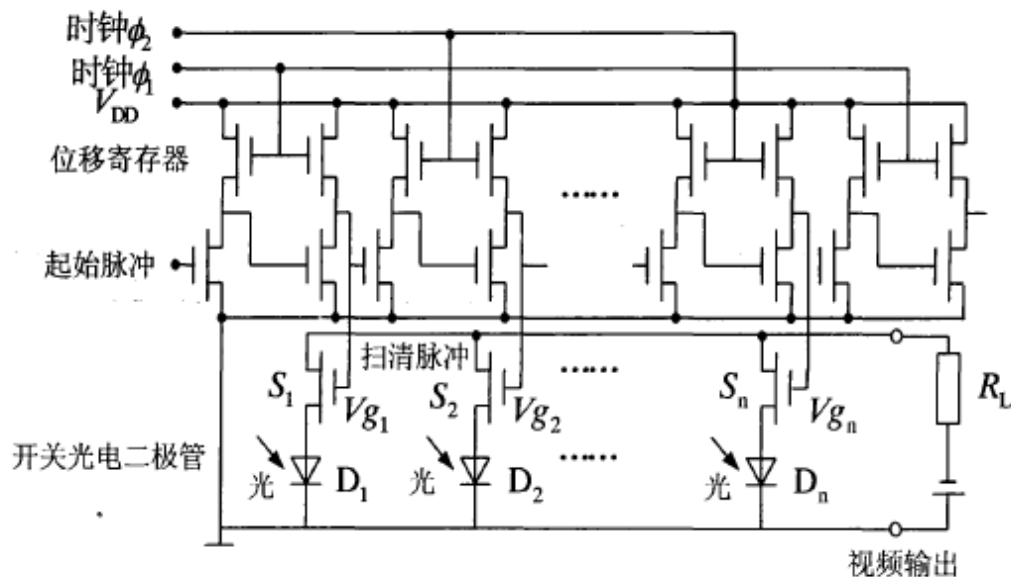 时钟ϕ₂
时钟ϕ₁
V_DD
位移寄存器
……
……
起始脉冲
扫清脉冲
……
S₁
Vg₁
S₂
Vg₂
Sₙ
Vgₙ
R_L
开关光电二极管
光
D₁
光
D₂
……
光
Dₙ
视频输出